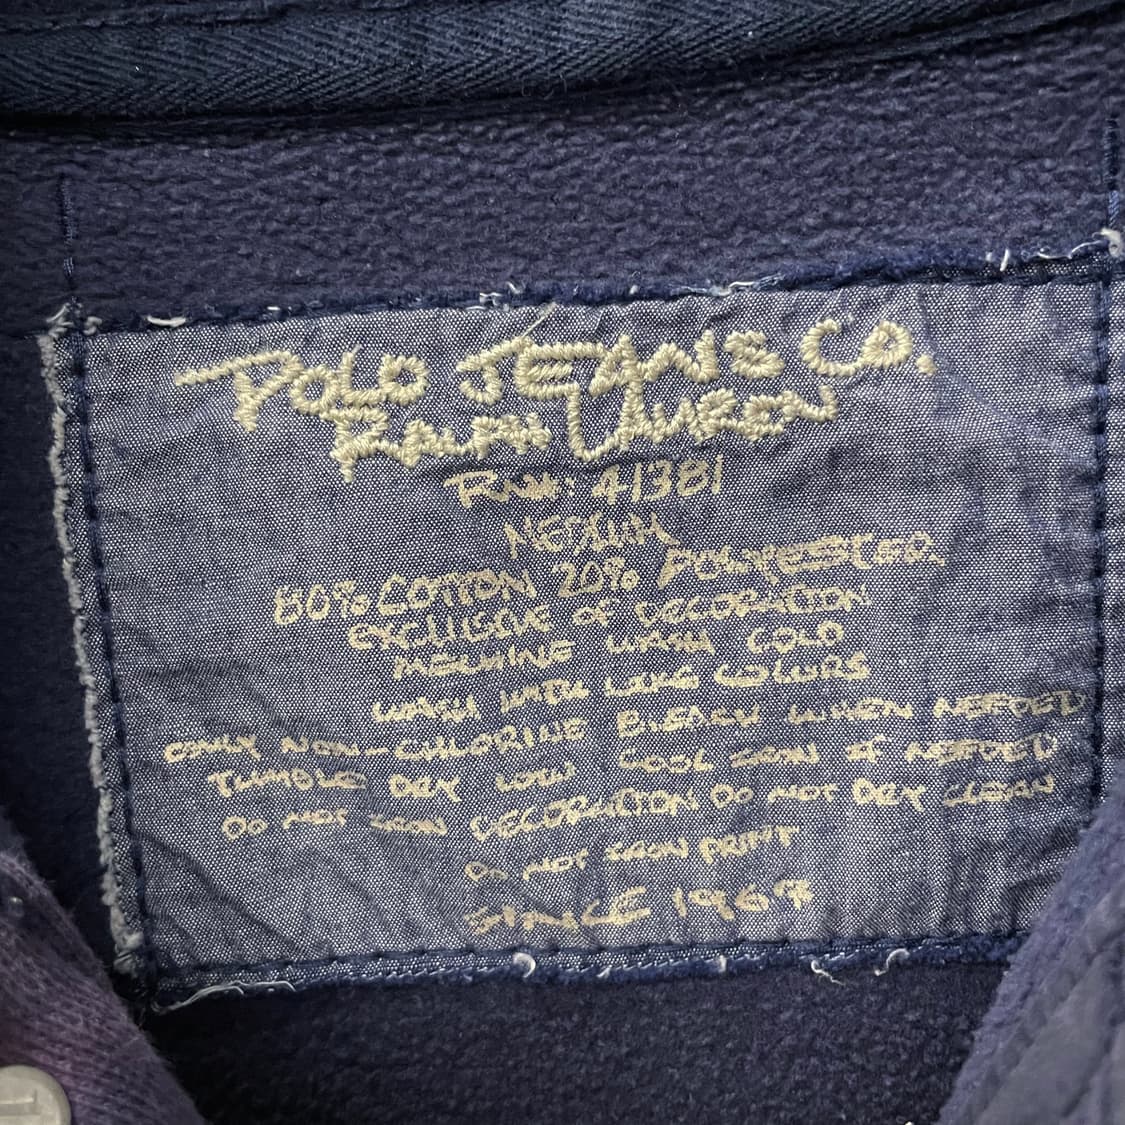 POLO JEANS CO.
RALPH LAUREN
RN#: 41381
MEDIUM
80% COTTON 20% POLYESTER
EXCLUSIVE OF DECORATION
MACHINE WASH COLD
WASH WITH LIKE COLOURS
ONLY NON-CHLORINE BLEACH WHEN NEEDED
TUMBLE DRY LOW COOL IRON IF NEEDED
DO NOT IRON DECORATION DO NOT DRY CLEAN
DO NOT IRON PRINT
SINCE 1967